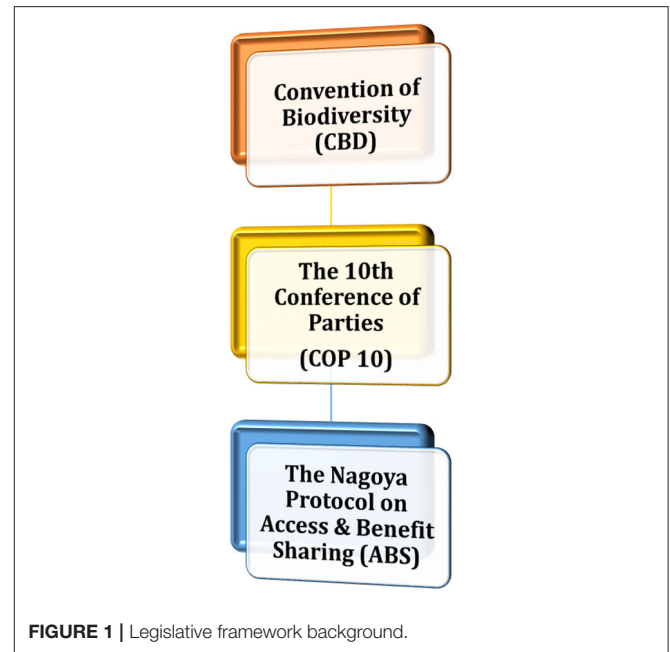 Convention of
Biodiversity
(CBD)
The 10th
Conference of
Parties
(COP 10)
The Nagoya
Protocol on
Access & Benefit
Sharing (ABS)
FIGURE 1 | Legislative framework background.